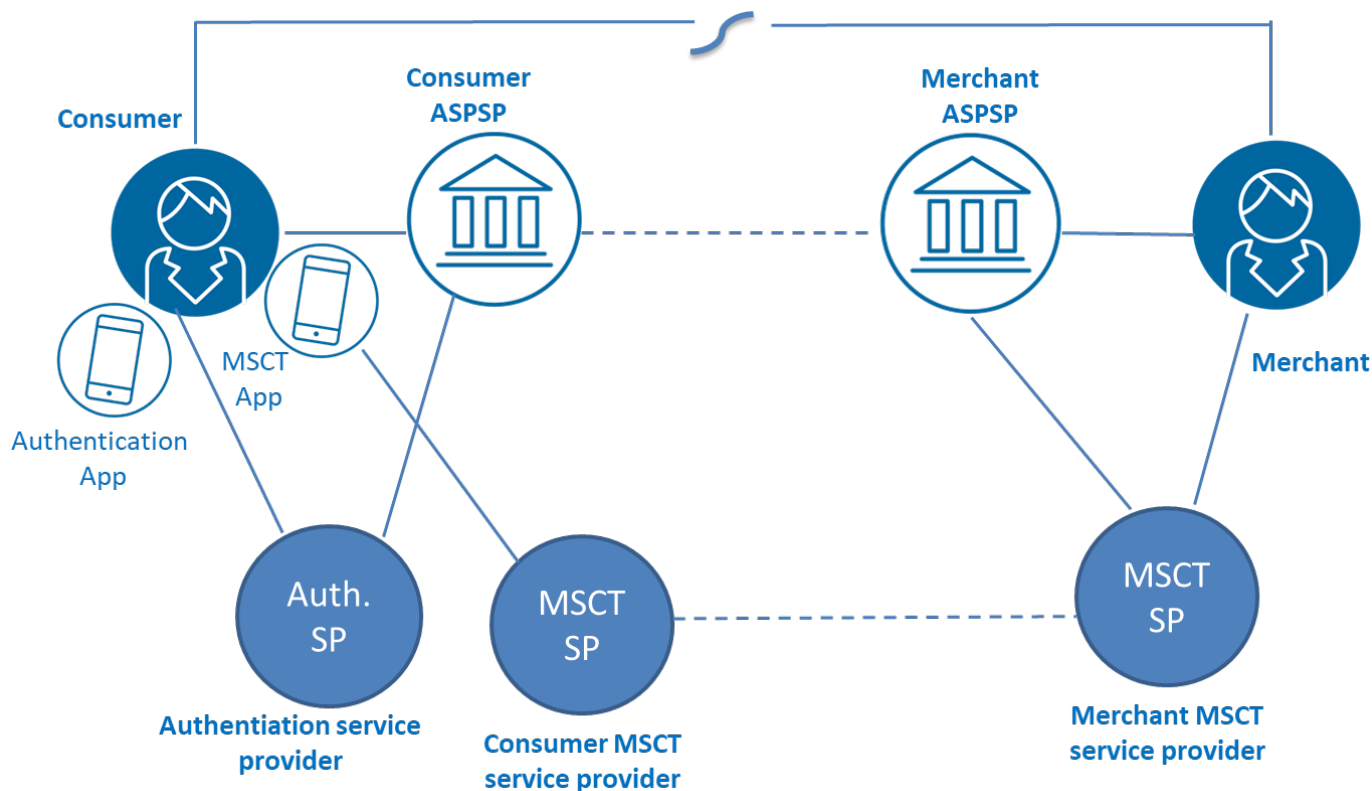 Consumer
Consumer
ASPSP
Merchant
ASPSP
Merchant
MSCT
App
Authentication
App
Auth.
SP
MSCT
SP
MSCT
SP
Authentiation service
provider
Consumer MSCT
service provider
Merchant MSCT
service provider